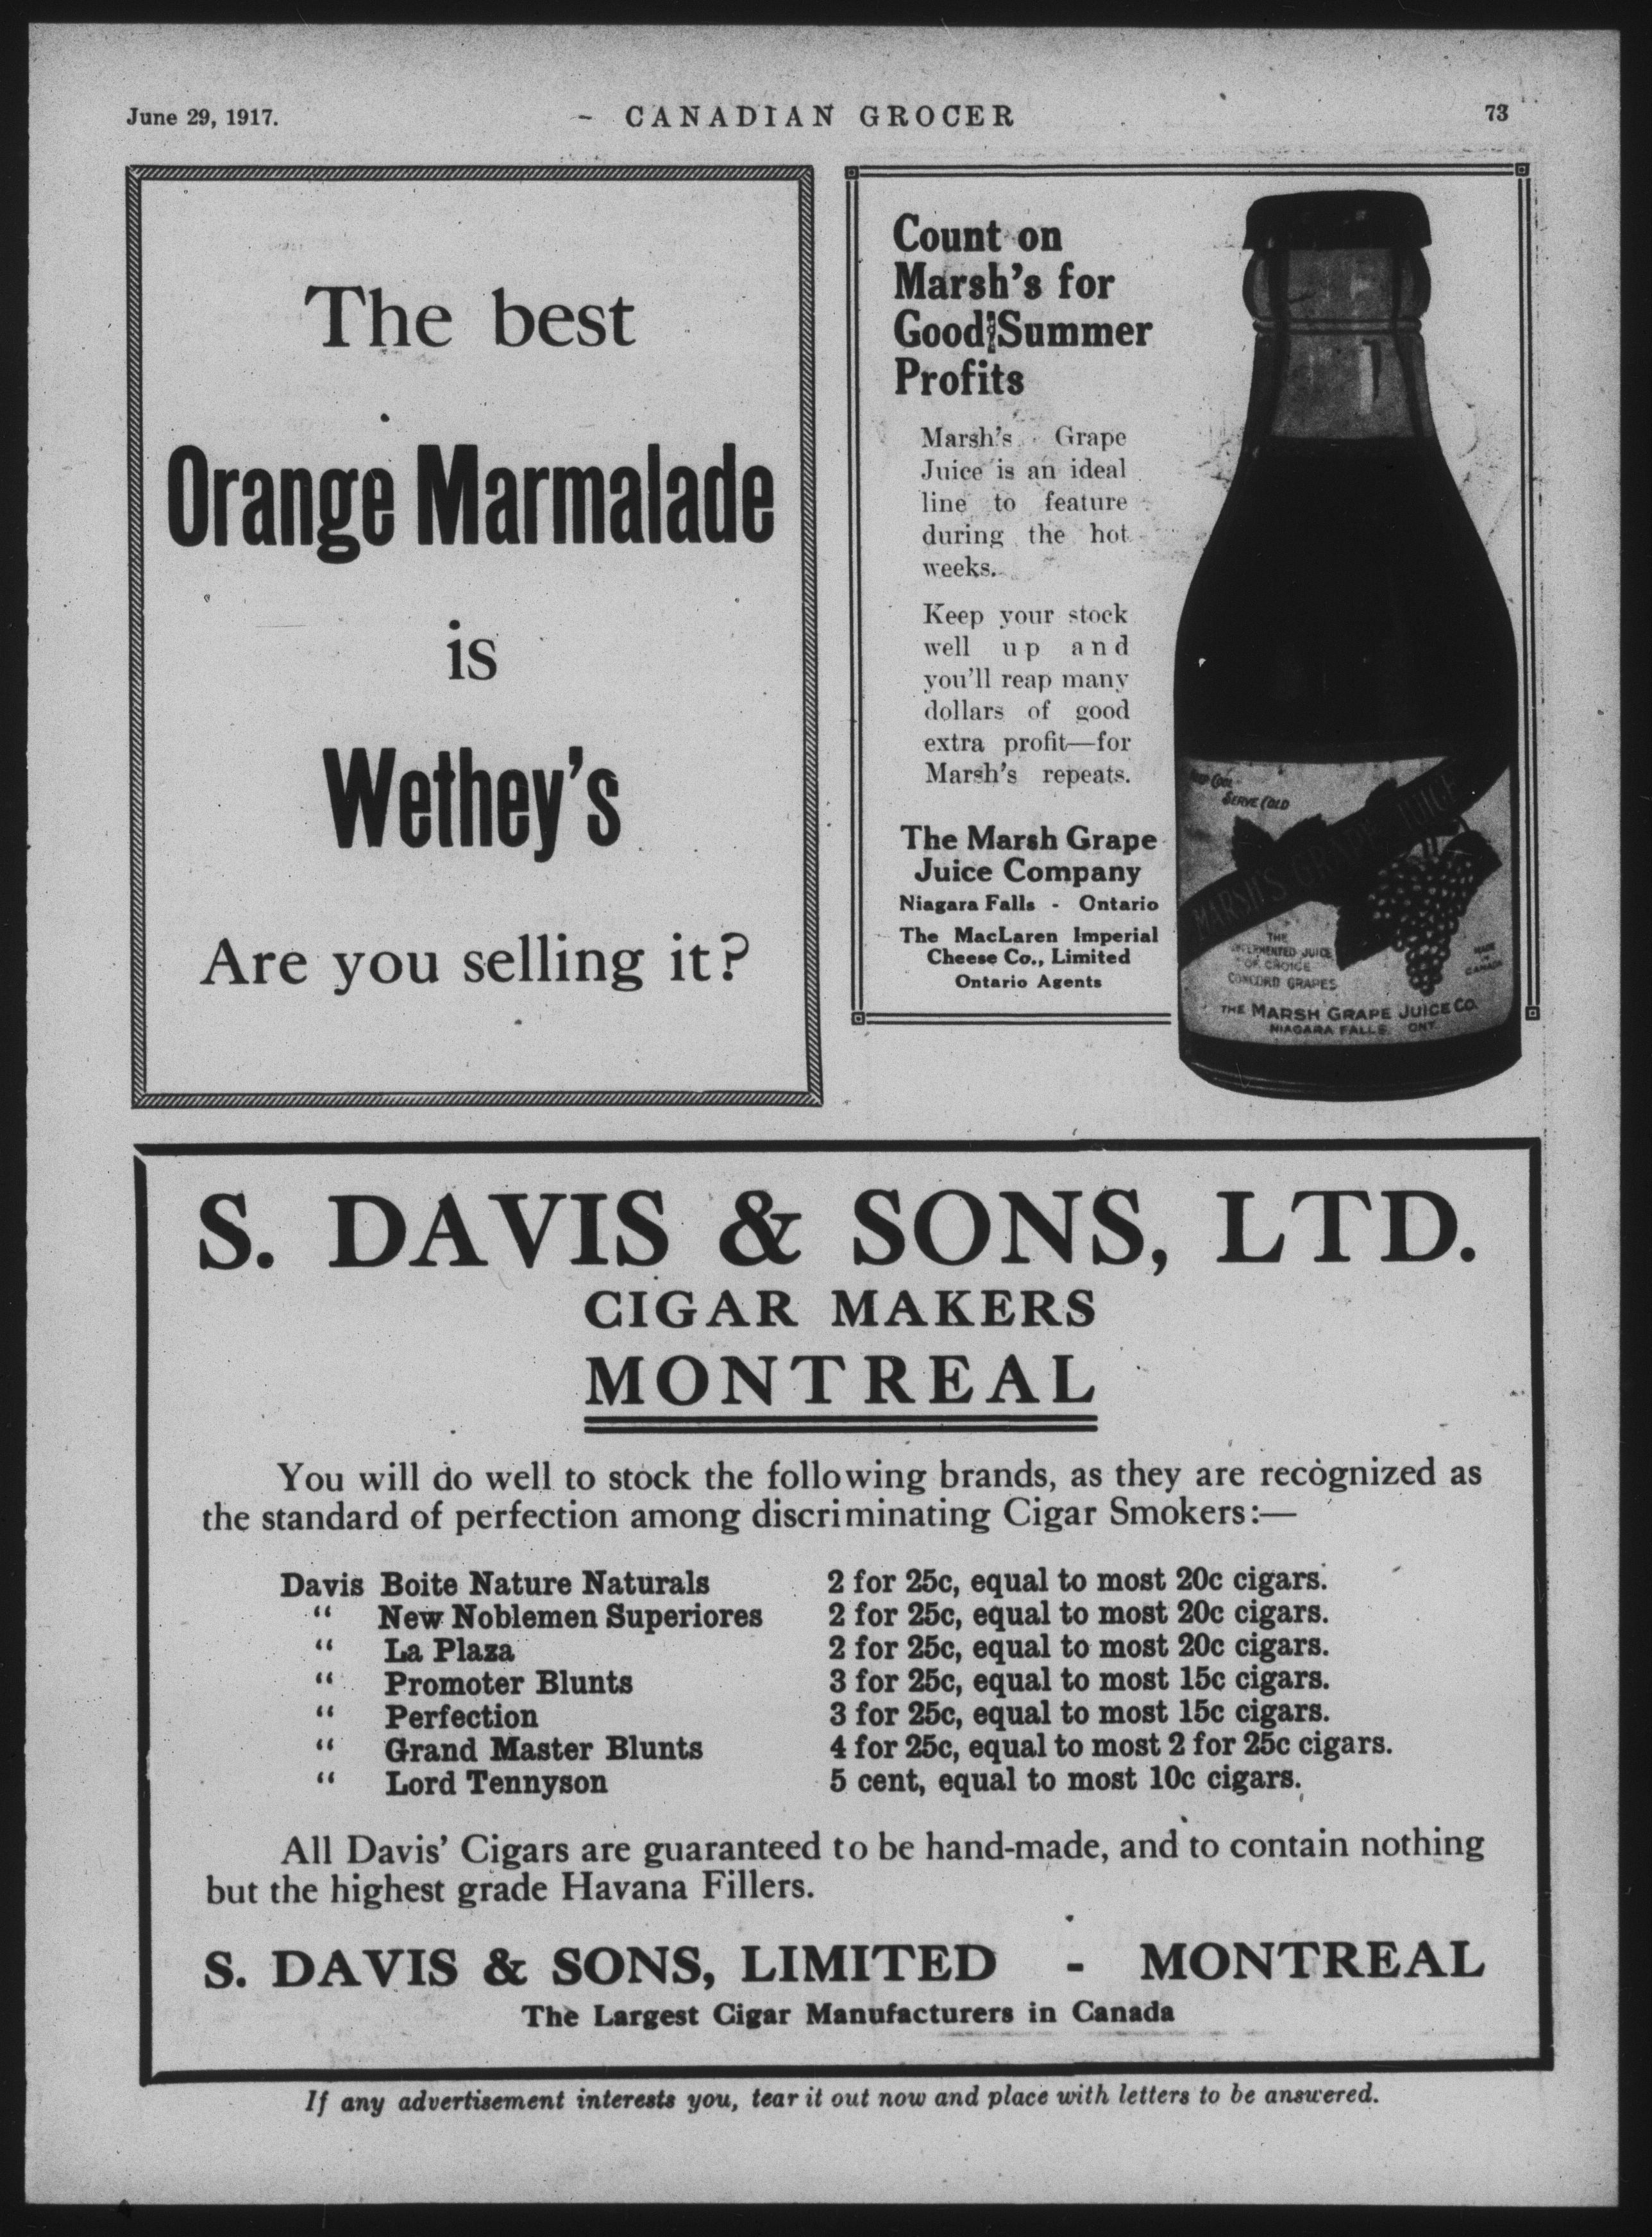 June 29, 1917.
CANADIAN GROCER
73
The best
Orange Marmalade
is
Wethey's
Are you selling it?
Count on
Marsh's for
Good Summer
Profits
Marsh's Grape
Juice is an ideal
line to feature
during the hot
weeks.
Keep your stock
well up and
you'll reap many
dollars of good
extra profit—for
Marsh's repeats.
The Marsh Grape
Juice Company
Niagara Falls - Ontario
The MacLaren Imperial
Cheese Co., Limited
Ontario Agents
KEEP COOL
SERVE COLD
MARSH'S GRAPE JUICE
THE
UNFERMENTED JUICE
OF CHOICE
CONCORD GRAPES
MADE
IN
CANADA
THE MARSH GRAPE JUICE CO.
NIAGARA FALLS, ONT.
S. DAVIS & SONS, LTD.
CIGAR MAKERS
MONTREAL
You will do well to stock the following brands, as they are recognized as
the standard of perfection among discriminating Cigar Smokers:—
Davis Boite Nature Naturals 2 for 25c, equal to most 20c cigars.
" New Noblemen Superiores 2 for 25c, equal to most 20c cigars.
" La Plaza 2 for 25c, equal to most 20c cigars.
" Promoter Blunts 3 for 25c, equal to most 15c cigars.
" Perfection 3 for 25c, equal to most 15c cigars.
" Grand Master Blunts 4 for 25c, equal to most 2 for 25c cigars.
" Lord Tennyson 5 cent, equal to most 10c cigars.
All Davis' Cigars are guaranteed to be hand-made, and to contain nothing
but the highest grade Havana Fillers.
S. DAVIS & SONS, LIMITED - MONTREAL
The Largest Cigar Manufacturers in Canada
If any advertisement interests you, tear it out now and place with letters to be answered.